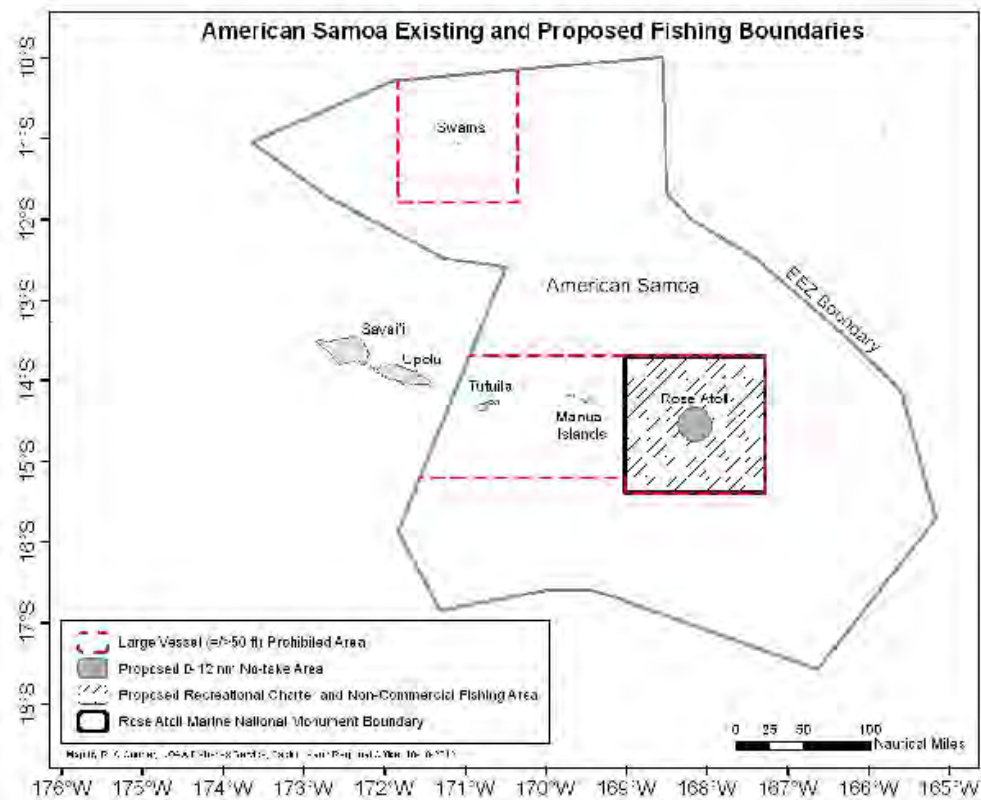 American Samoa Existing and Proposed Fishing Boundaries
10°S
11°S
12°S
13°S
14°S
15°S
16°S
17°S
18°S
Swains
American Samoa
EEZ Boundary
Savai'i
Upolu
Tutuila
Manua
Islands
Rose Atoll
Large Vessel (=/>50 ft) Prohibited Area
Proposed 0-12 nm No-take Area
Proposed Recreational Charter and Non-Commercial Fishing Area
Rose Atoll Marine National Monument Boundary
0 25 50 100
Nautical Miles
176°W 175°W 174°W 173°W 172°W 171°W 170°W 169°W 168°W 167°W 166°W 165°W